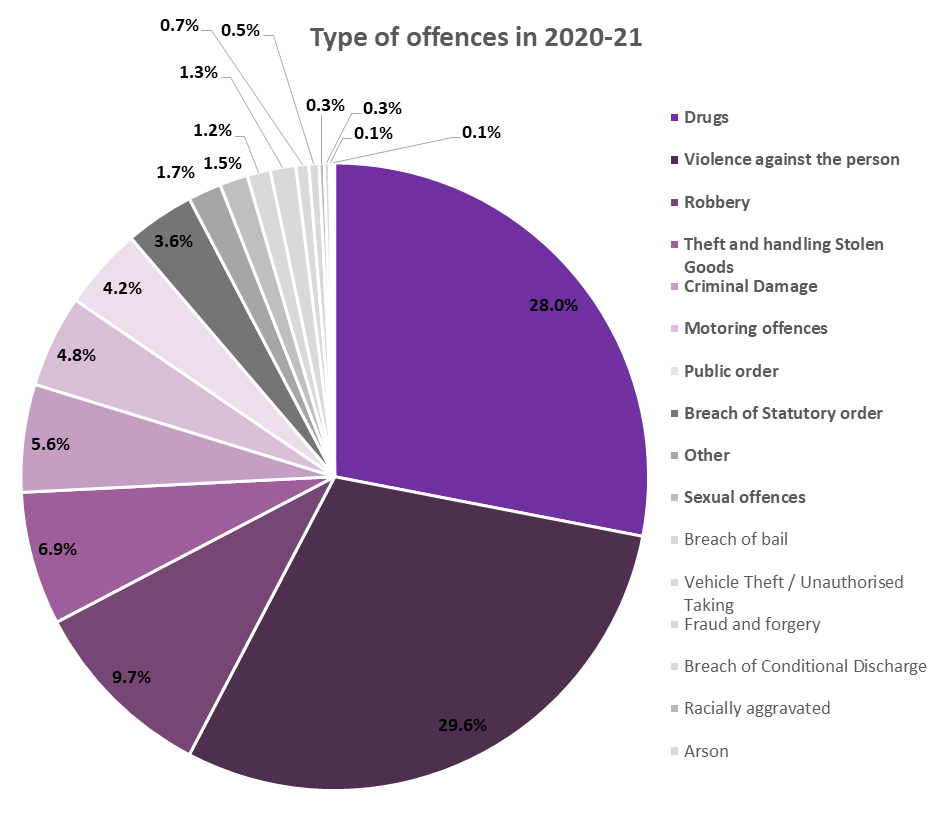 Type of offences in 2020-21
0.7%
0.5%
1.3%
0.3%
0.3%
1.2%
0.1%
0.1%
1.7%
1.5%
3.6%
4.2%
28.0%
4.8%
5.6%
6.9%
9.7%
29.6%
Drugs
Violence against the person
Robbery
Theft and handling Stolen
Goods
Criminal Damage
Motoring offences
Public order
Breach of Statutory order
Other
Sexual offences
Breach of bail
Vehicle Theft / Unauthorised
Taking
Fraud and forgery
Breach of Conditional Discharge
Racially aggravated
Arson